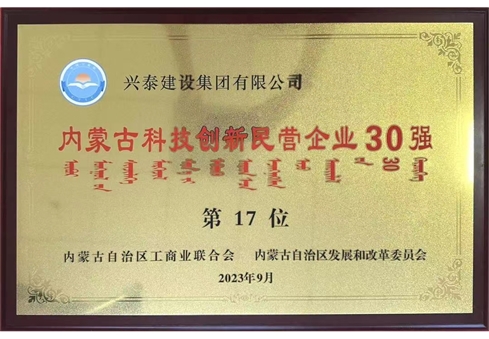 兴泰建设集团有限公司
内蒙古科技创新民营企业30强
30
第 17 位
内蒙古自治区工商业联合会 内蒙古自治区发展和改革委员会
2023年9月